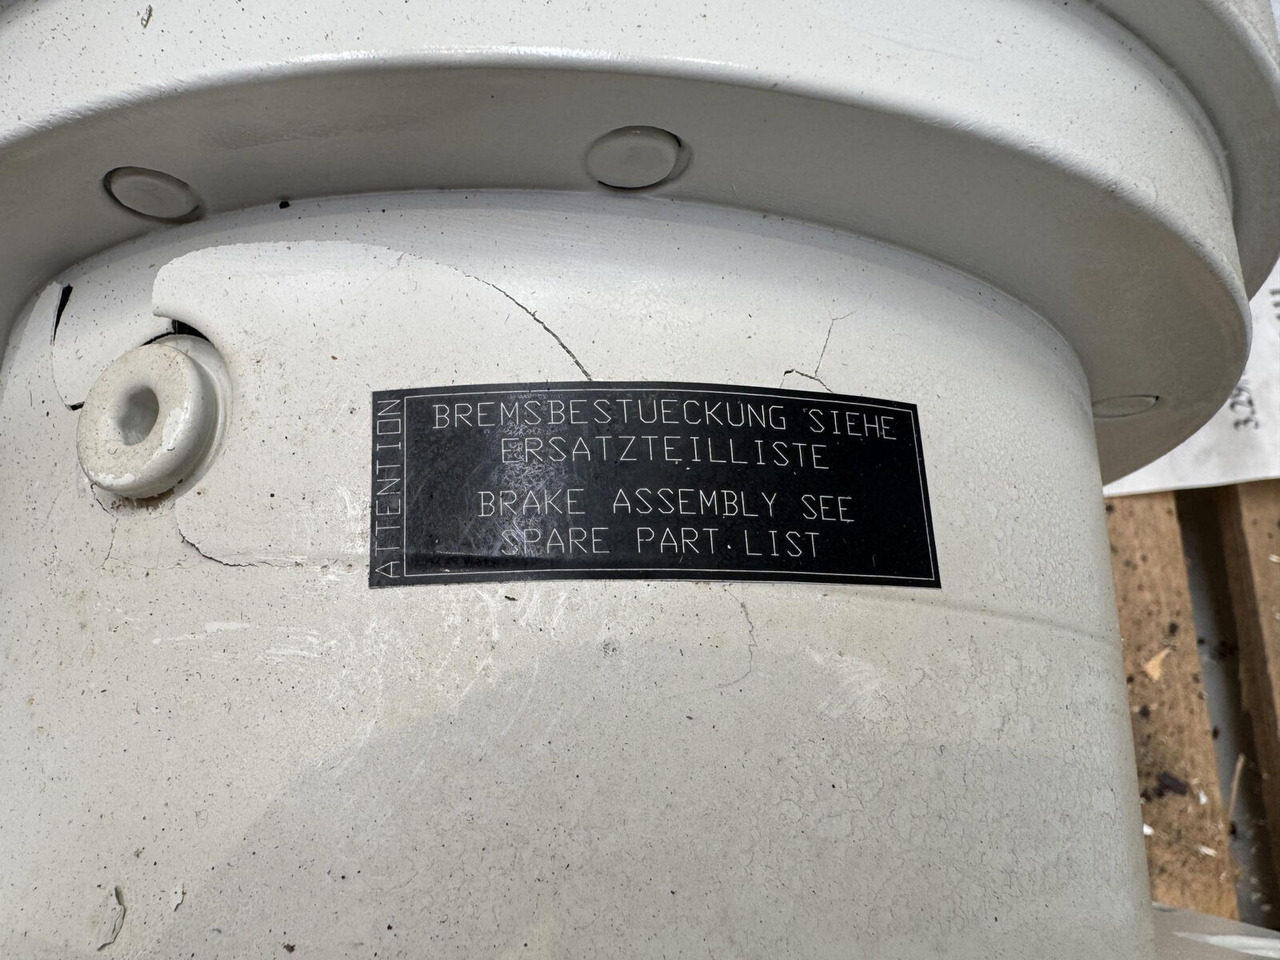 ATTENTION
BREMSBESTUECKUNG SIEHE
ERSATZTEILLISTE
BRAKE ASSEMBLY SEE
SPARE PART LIST